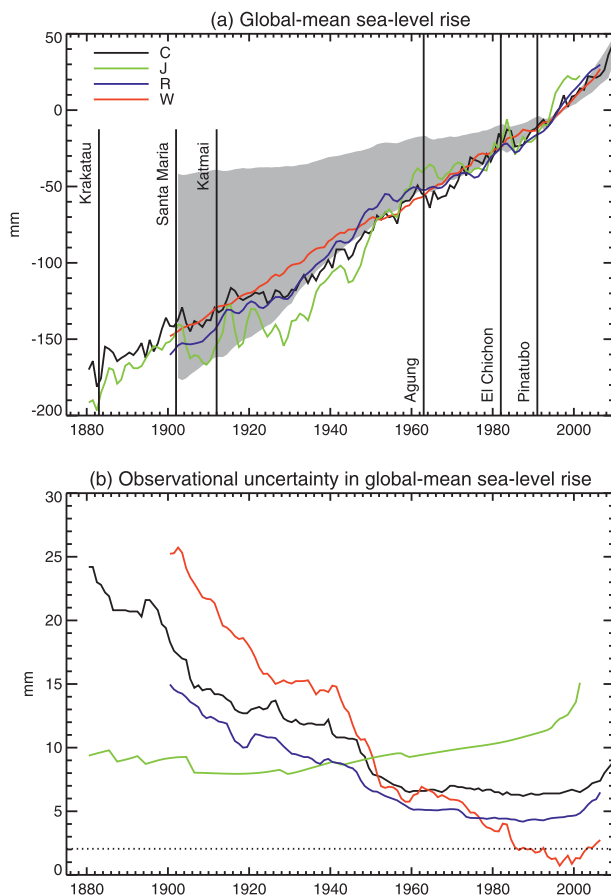 (a) Global-mean sea-level rise
50
0
-50
-100
-150
-200
mm
C
J
R
W
Krakatau
Santa Maria
Katmai
Agung
El Chichon
Pinatubo
1880 1900 1920 1940 1960 1980 2000
(b) Observational uncertainty in global-mean sea-level rise
30
25
20
15
10
5
0
mm
1880 1900 1920 1940 1960 1980 2000